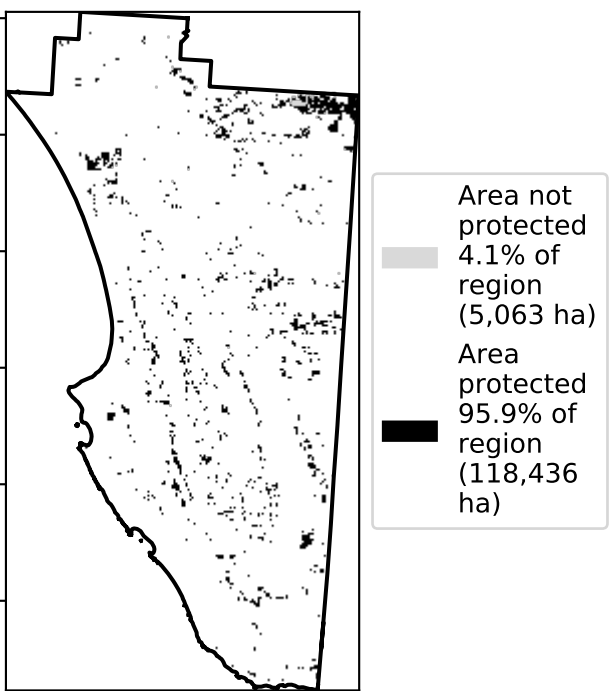 Area not
protected
4.1% of
region
(5,063 ha)
Area
protected
95.9% of
region
(118,436
ha)